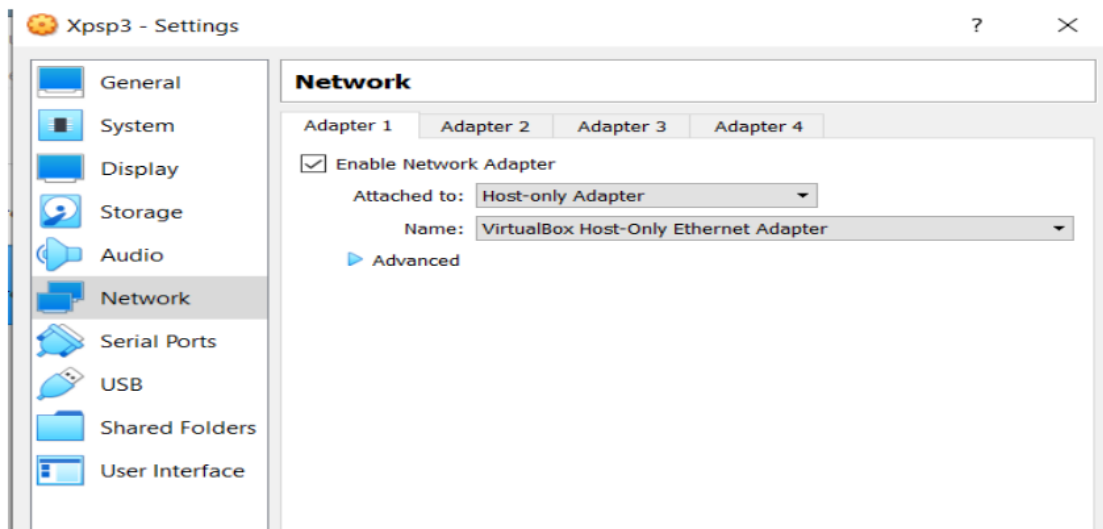 Xpsp3 - Settings
?
General
System
Display
Storage
Audio
Network
Serial Ports
USB
Shared Folders
User Interface
Network
Adapter 1
Adapter 2
Adapter 3
Adapter 4
Enable Network Adapter
Attached to: Host-only Adapter
Name: VirtualBox Host-Only Ethernet Adapter
Advanced